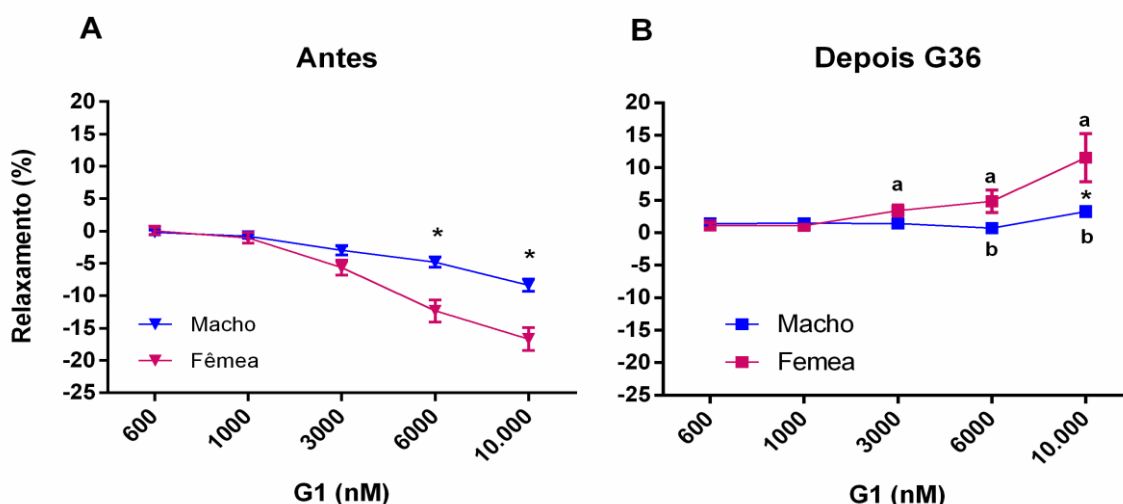 A
Antes
Relaxamento (%)
20
15
10
5
0
-5
-10
-15
-20
-25
*
*
Macho
Fêmea
600
1000
3000
6000
10.000
G1 (nM)
B
Depois G36
20
15
10
5
0
-5
-10
-15
-20
-25
a
a
a
*
b
b
Macho
Femea
600
1000
3000
6000
10.000
G1 (nM)